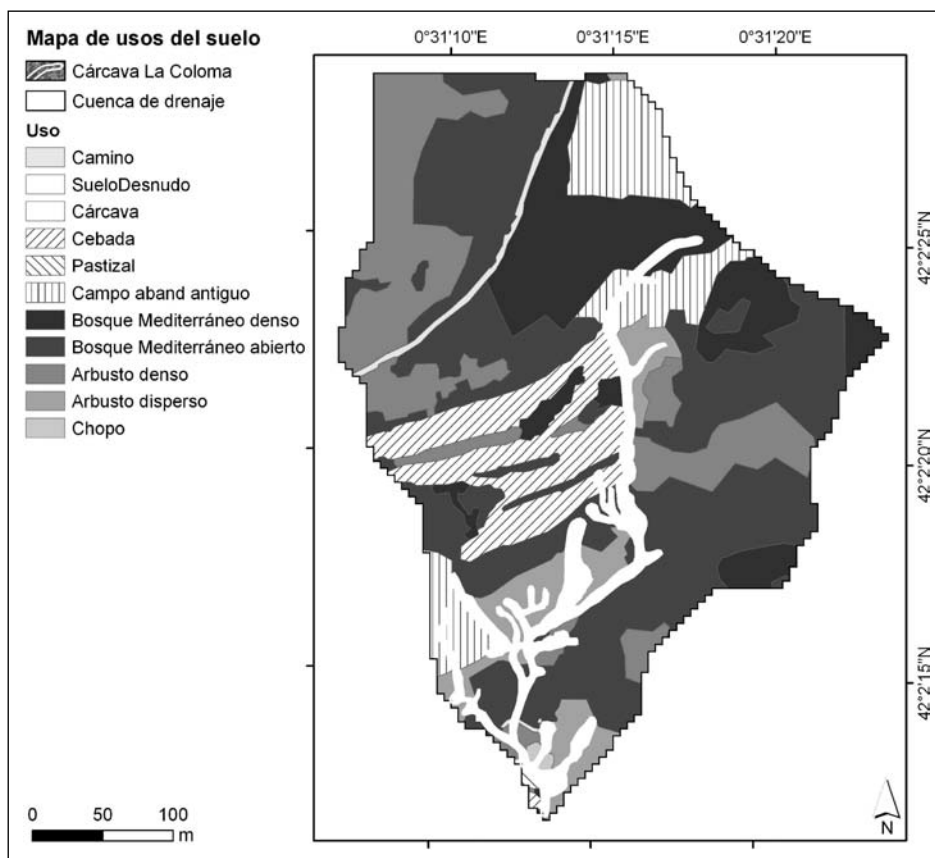 Mapa de usos del suelo
Cárcava La Coloma
Cuenca de drenaje
Uso
Camino
SueloDesnudo
Cárcava
Cebada
Pastizal
Campo aband antiguo
Bosque Mediterráneo denso
Bosque Mediterráneo abierto
Arbusto denso
Arbusto disperso
Chopo
0 50 100
m
0°31'10"E 0°31'15"E 0°31'20"E
42°2'25"N
42°2'20"N
42°2'15"N
N